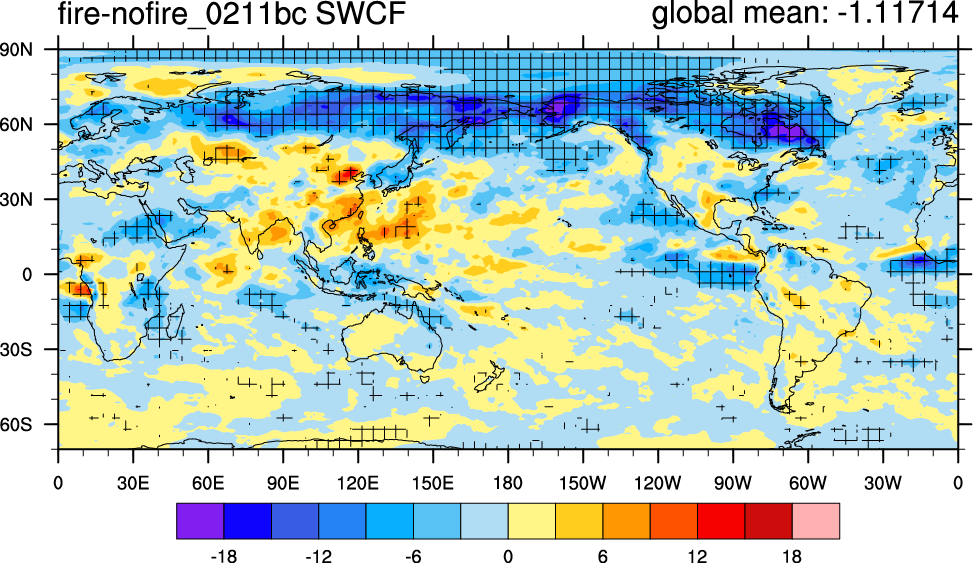 fire-nofire_0211bc SWCF global mean: -1.11714
90N
60N
30N
0
30S
60S
0 30E 60E 90E 120E 150E 180 150W 120W 90W 60W 30W 0
-18 -12 -6 0 6 12 18